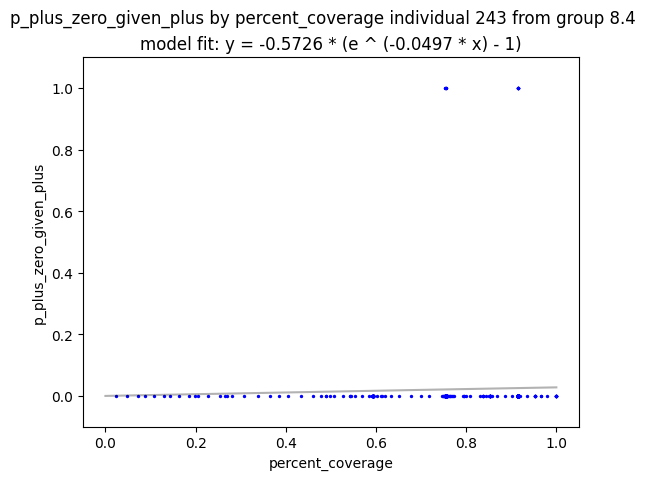 p_plus_zero_given_plus by percent_coverage individual 243 from group 8.4
model fit: y = -0.5726 * (e ^ (-0.0497 * x) - 1)
1.0
0.8
0.6
0.4
0.2
0.0
p_plus_zero_given_plus
0.0 0.2 0.4 0.6 0.8 1.0
percent_coverage